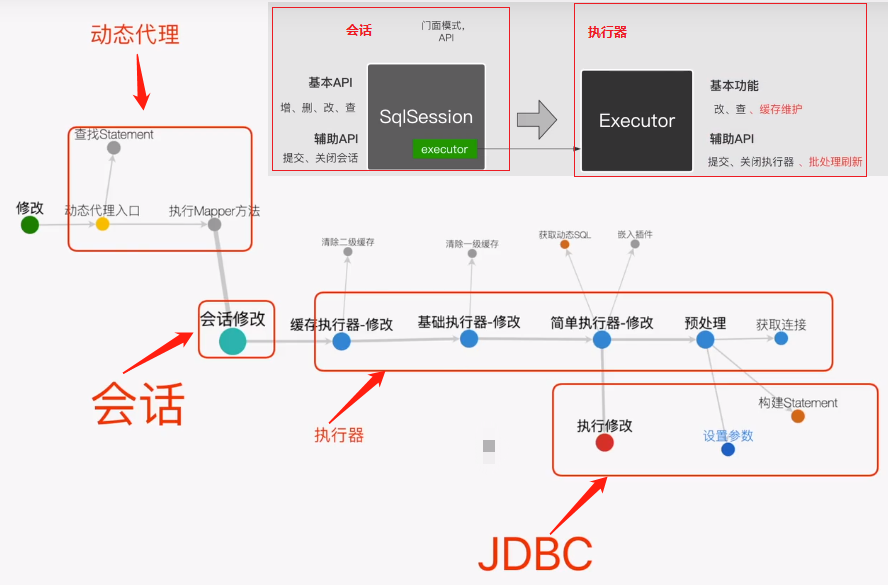 动态代理
会话
门面模式，
API
执行器
基本API
增、删、改、查
SqlSession
辅助API
提交、关闭会话
executor
Executor
基本功能
改、查 、缓存维护
辅助API
提交、关闭执行器 、批处理刷新
查找Statement
修改
动态代理入口
执行Mapper方法
清除二级缓存
清除一级缓存
获取动态SQL
嵌入插件
会话修改
缓存执行器-修改
基础执行器-修改
简单执行器-修改
预处理
获取连接
会话
执行器
执行修改
设置参数
构建Statement
JDBC